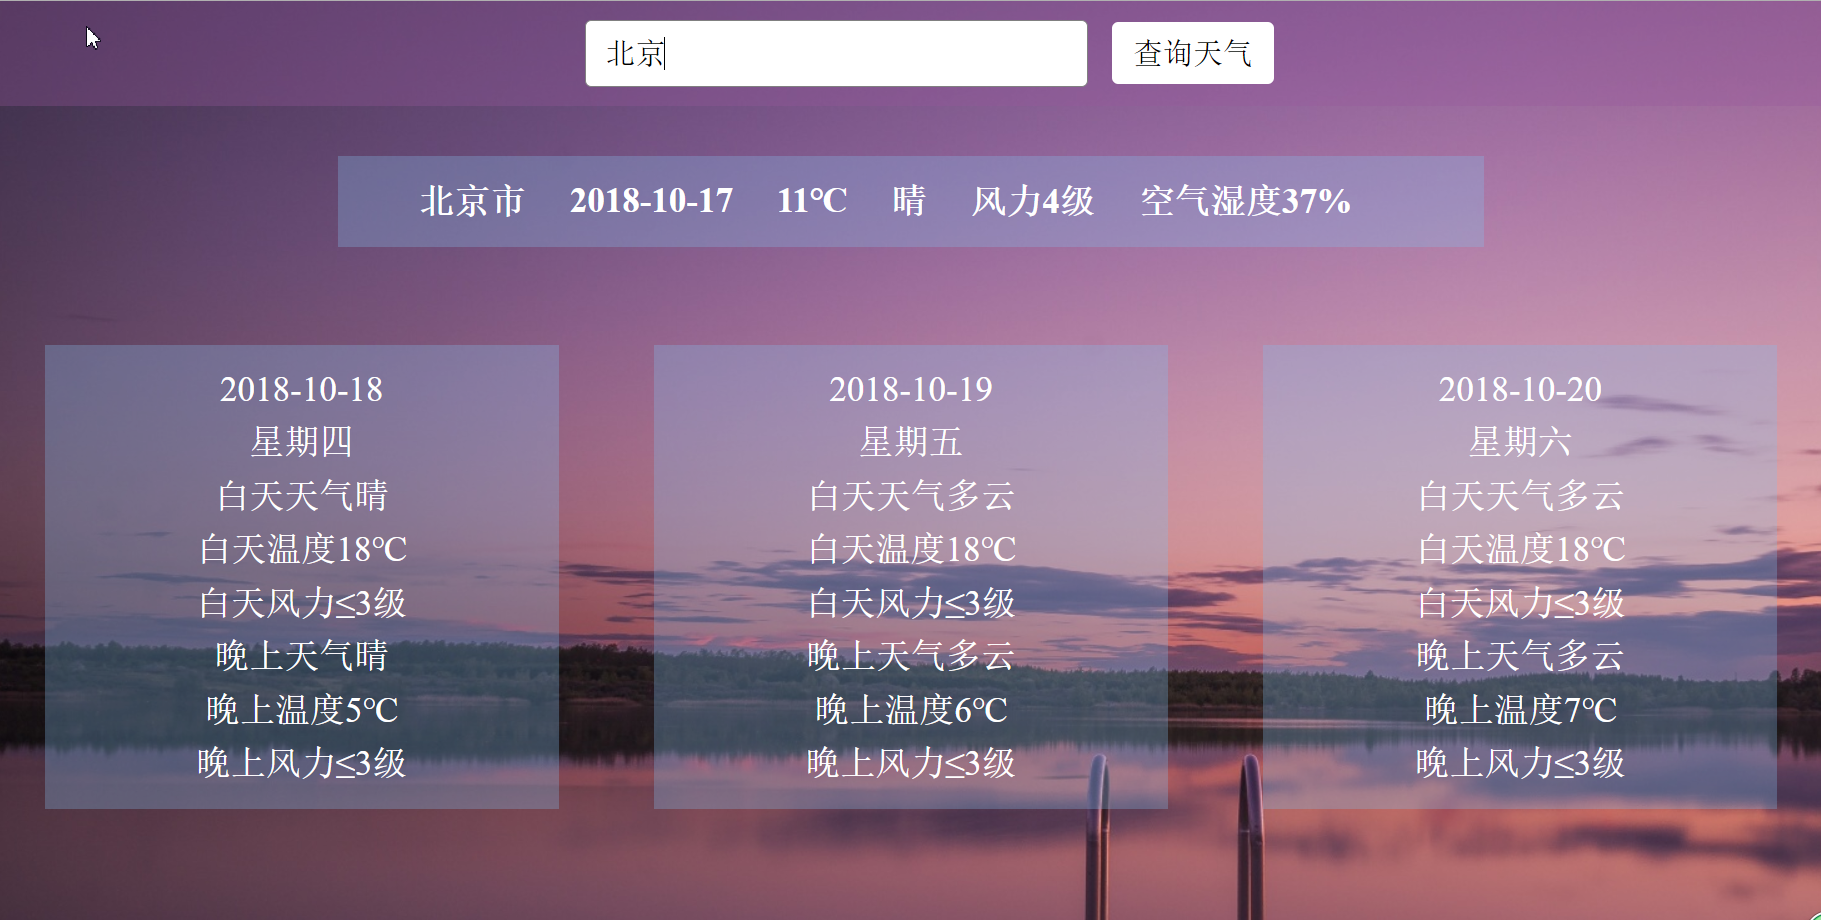 北京 查询天气
北京市 2018-10-17 11℃ 晴 风力4级 空气湿度37%
2018-10-18
星期四
白天天气晴
白天温度18℃
白天风力≤3级
晚上天气晴
晚上温度5℃
晚上风力≤3级
2018-10-19
星期五
白天天气多云
白天温度18℃
白天风力≤3级
晚上天气多云
晚上温度6℃
晚上风力≤3级
2018-10-20
星期六
白天天气多云
白天温度18℃
白天风力≤3级
晚上天气多云
晚上温度7℃
晚上风力≤3级